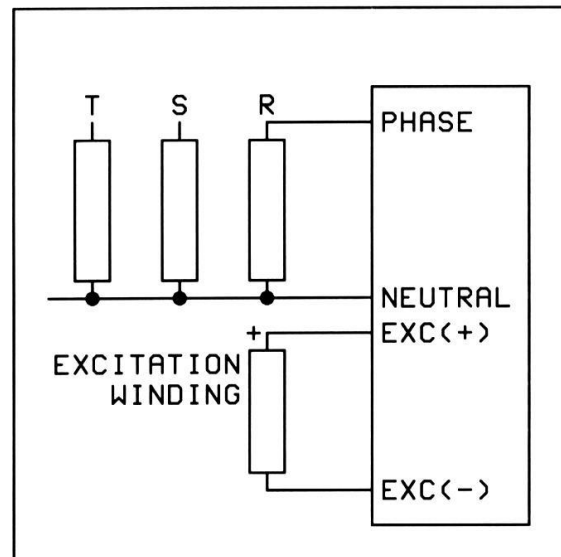 T S R
PHASE
NEUTRAL
+ EXC(+)
EXCITATION
WINDING
EXC(-)